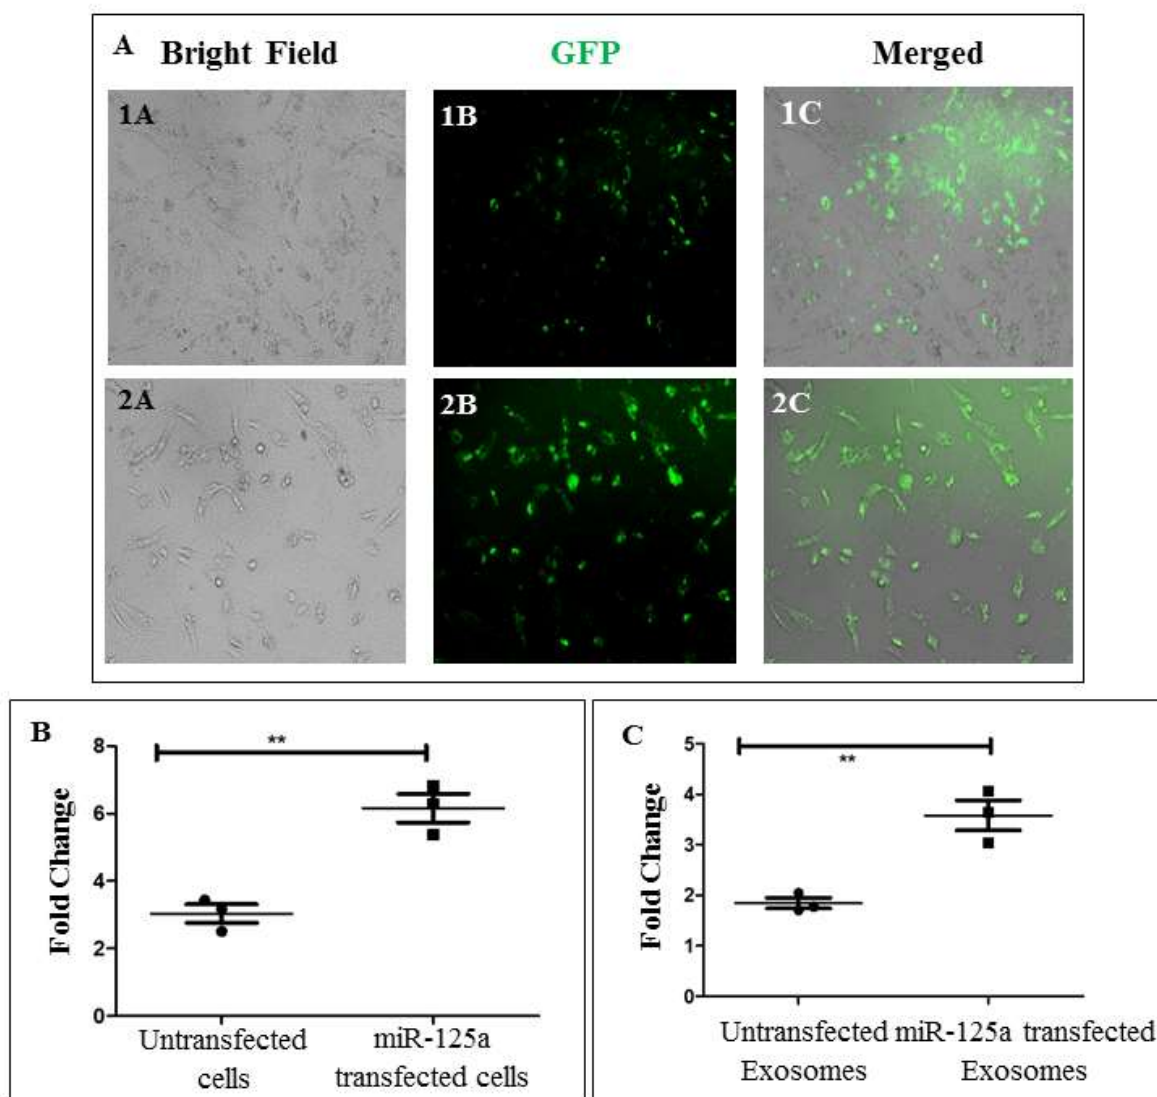 A Bright Field GFP Merged
1A 1B 1C
2A 2B 2C
B
**
8
6
4
2
0
Fold Change
Untransfected cells
miR-125a transfected cells
C
**
5
4
3
2
1
0
Fold Change
Untransfected Exosomes
miR-125a transfected Exosomes